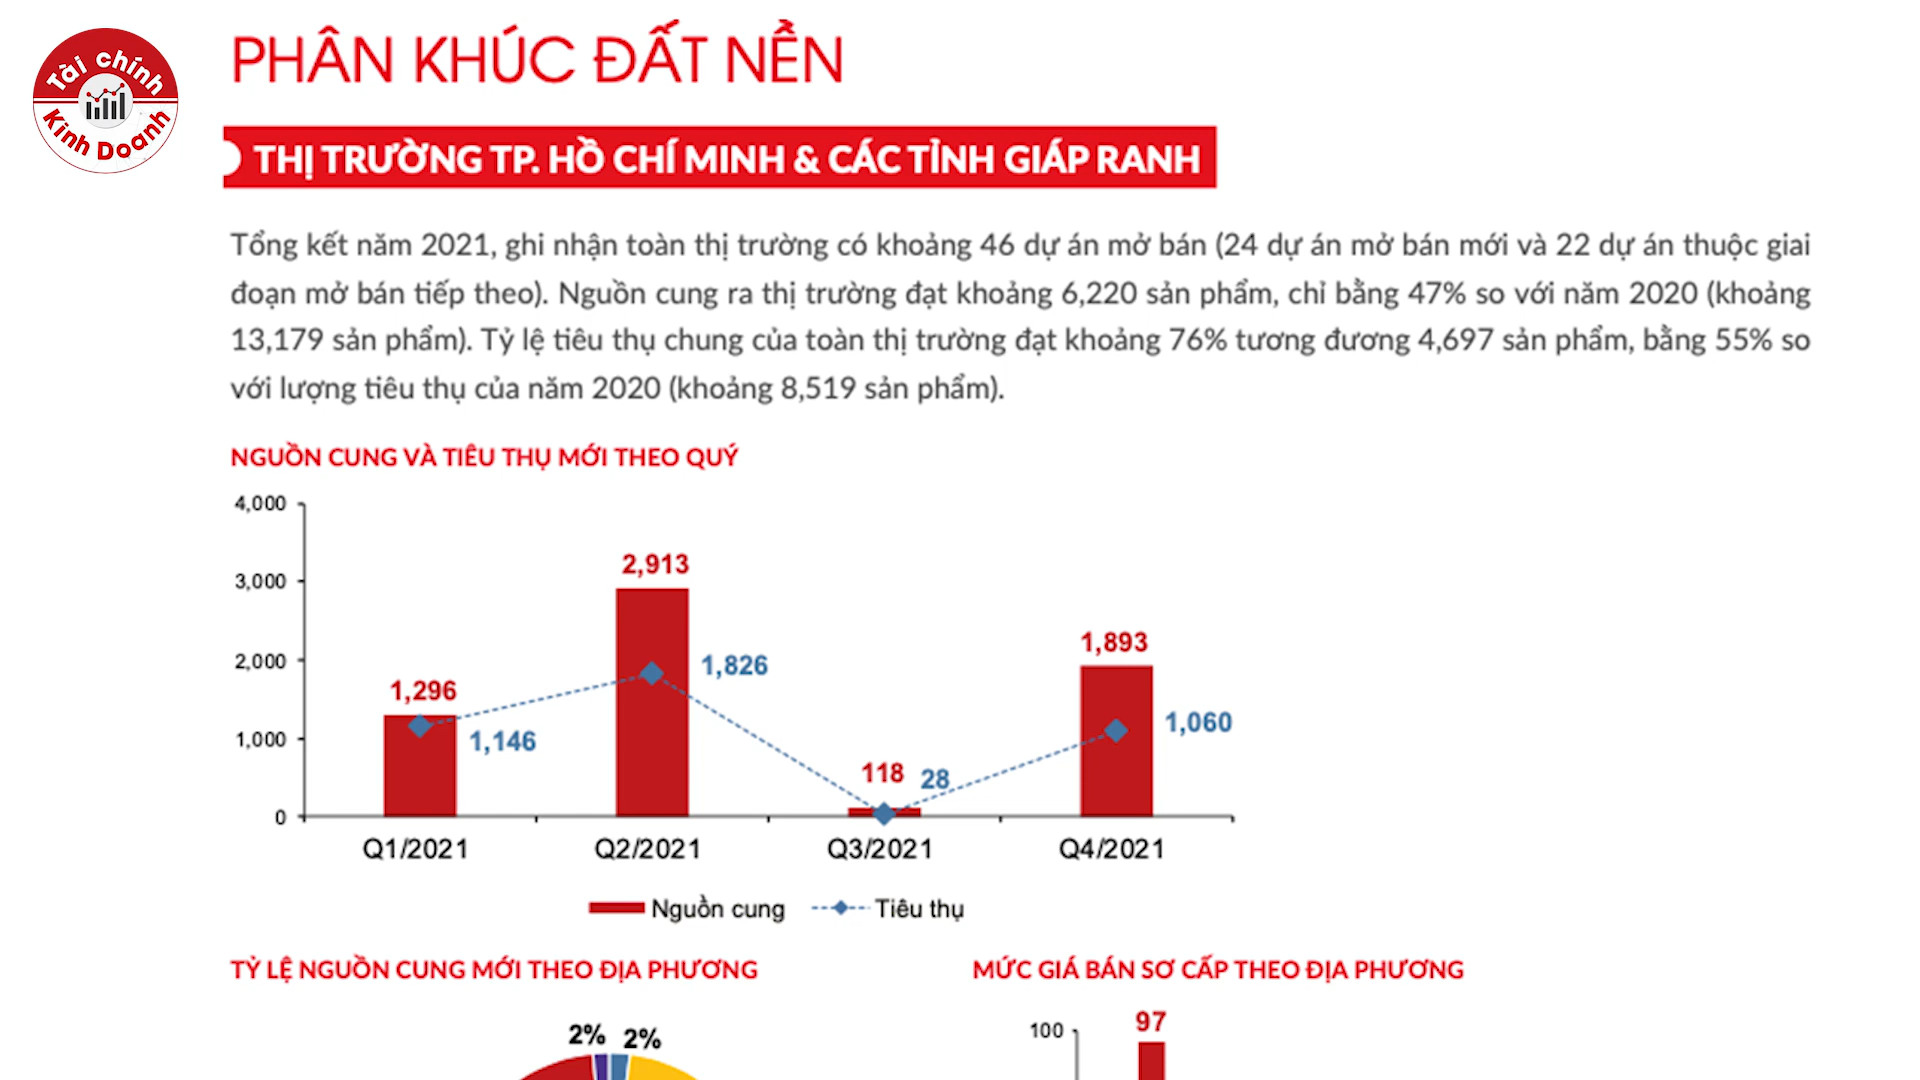 Tài chính
Kinh Doanh
PHÂN KHÚC ĐẤT NỀN
THỊ TRƯỜNG TP. HỒ CHÍ MINH & CÁC TỈNH GIÁP RANH
Tổng kết năm 2021, ghi nhận toàn thị trường có khoảng 46 dự án mở bán (24 dự án mở bán mới và 22 dự án thuộc giai
đoạn mở bán tiếp theo). Nguồn cung ra thị trường đạt khoảng 6,220 sản phẩm, chỉ bằng 47% so với năm 2020 (khoảng
13,179 sản phẩm). Tỷ lệ tiêu thụ chung của toàn thị trường đạt khoảng 76% tương đương 4,697 sản phẩm, bằng 55% so
với lượng tiêu thụ của năm 2020 (khoảng 8,519 sản phẩm).
NGUỒN CUNG VÀ TIÊU THỤ MỚI THEO QUÝ
4,000
3,000
2,000
1,000
0
1,296
1,146
2,913
1,826
118
28
1,893
1,060
Q1/2021 Q2/2021 Q3/2021 Q4/2021
Nguồn cung Tiêu thụ
TỶ LỆ NGUỒN CUNG MỚI THEO ĐỊA PHƯƠNG
2% 2%
MỨC GIÁ BÁN SƠ CẤP THEO ĐỊA PHƯƠNG
100
97